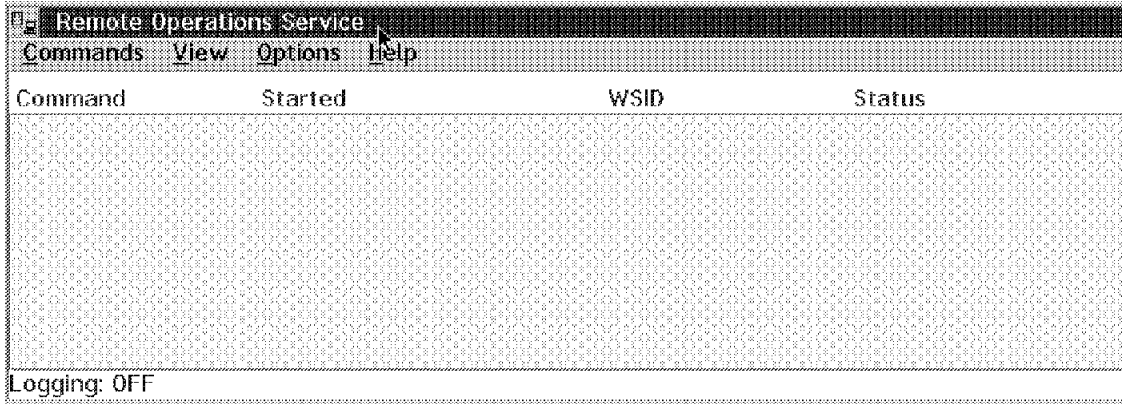 Remote Operations Service
Commands View Options Help
Command Started WSID Status
Logging: OFF